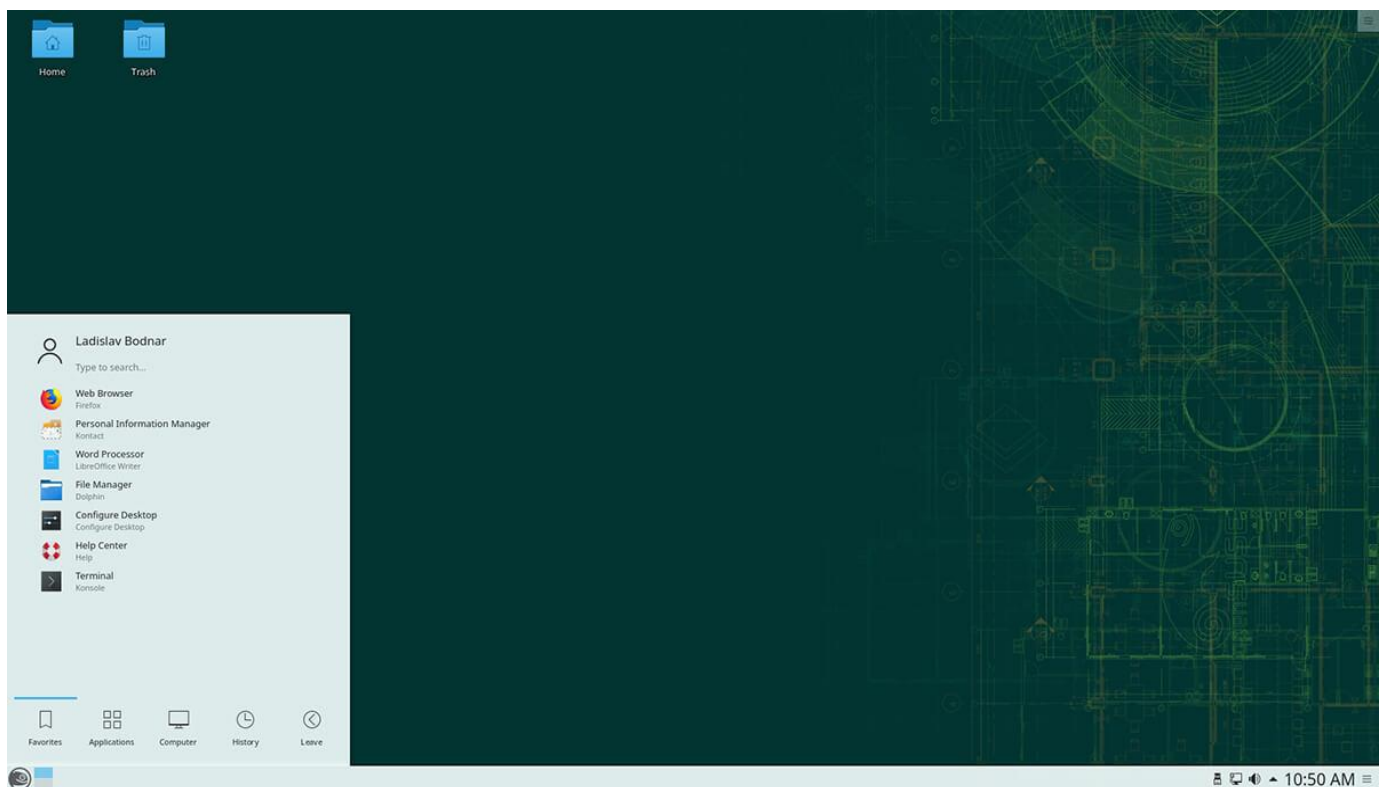 Home
Trash
Ladislav Bodnar
Type to search...
Web Browser
Firefox
Personal Information Manager
Kontact
Word Processor
LibreOffice Writer
File Manager
Dolphin
Configure Desktop
Configure Desktop
Help Center
Help
Terminal
Konsole
Favorites
Applications
Computer
History
Leave
10:50 AM